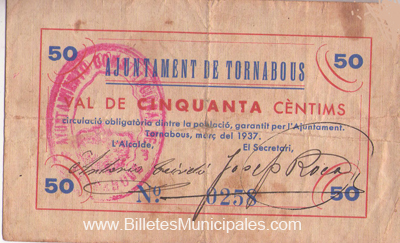 50 50
AJUNTAMENT DE TORNABOUS
VAL DE CINQUANTA CÈNTIMS
circulació obligatòria dintre la població, garantit per l'Ajuntament.
Tornabous, març del 1937.
L'Alcalde, El Secretari,
Josep Roca
50 Nº 0258 50
AJUNTAMIENTO
www.BilletesMunicipales.com